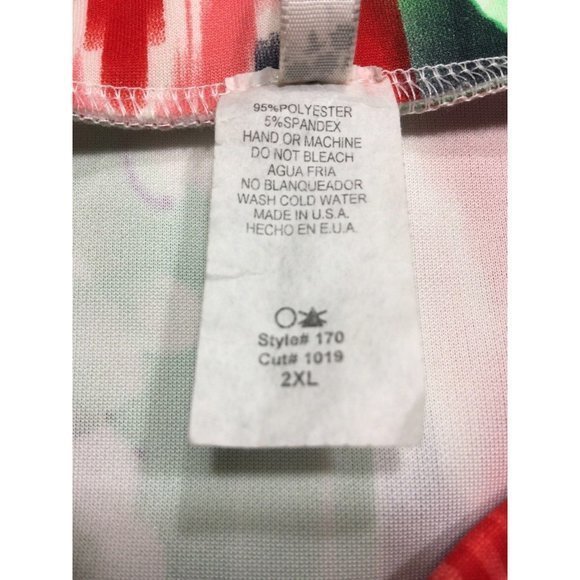 95%POLYESTER
5%SPANDEX
HAND OR MACHINE
DO NOT BLEACH
AGUA FRIA
NO BLANQUEADOR
WASH COLD WATER
MADE IN U.S.A.
HECHO EN E.U.A.
Style# 170
Cut# 1019
2XL